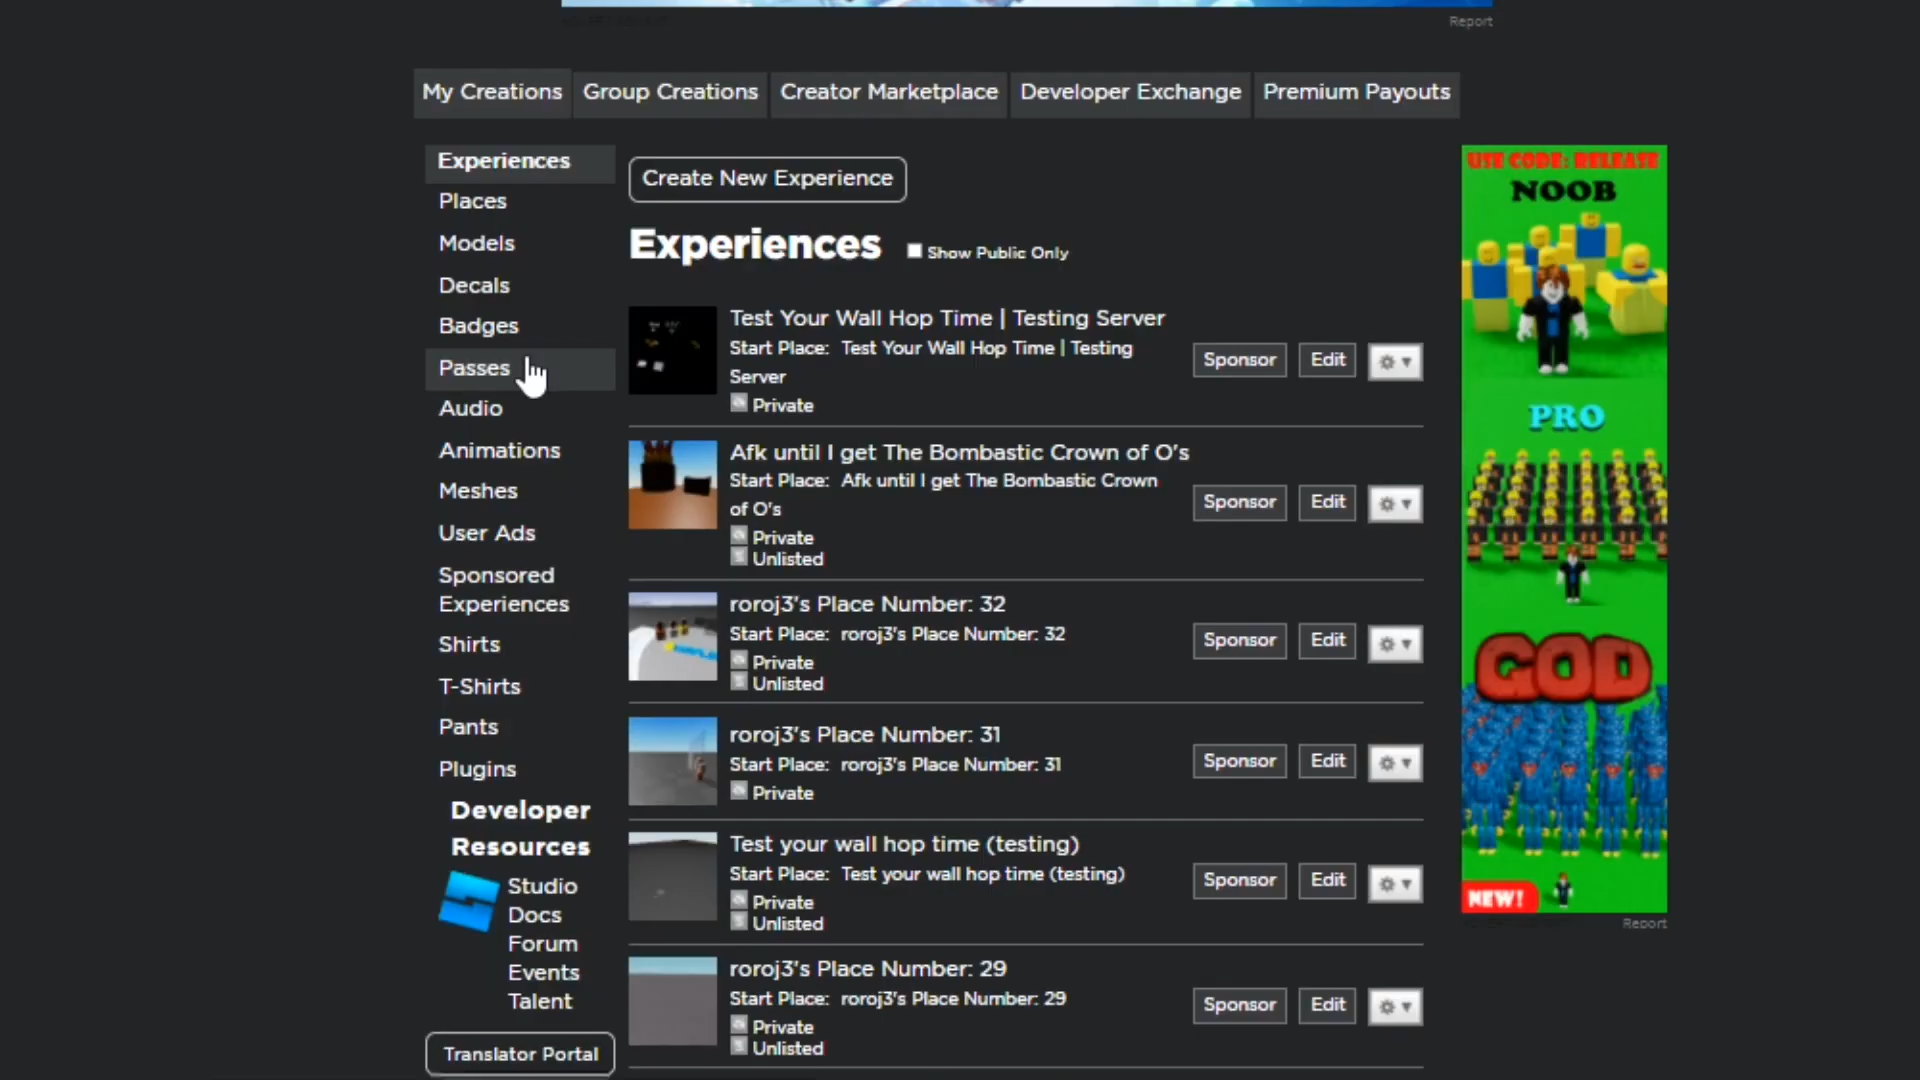 Report
My Creations
Group Creations
Creator Marketplace
Developer Exchange
Premium Payouts
Experiences
Places
Models
Decals
Badges
Passes
Audio
Animations
Meshes
User Ads
Sponsored
Experiences
Shirts
T-Shirts
Pants
Plugins
Developer
Resources
Studio
Docs
Forum
Events
Talent
Translator Portal
Create New Experience
Experiences
Show Public Only
Test Your Wall Hop Time | Testing Server
Start Place: Test Your Wall Hop Time | Testing
Server
Private
Sponsor
Edit
Afk until I get The Bombastic Crown of O's
Start Place: Afk until I get The Bombastic Crown
of O's
Private
Unlisted
Sponsor
Edit
roroj3's Place Number: 32
Start Place: roroj3's Place Number: 32
Private
Unlisted
Sponsor
Edit
roroj3's Place Number: 31
Start Place: roroj3's Place Number: 31
Private
Sponsor
Edit
Test your wall hop time (testing)
Start Place: Test your wall hop time (testing)
Private
Unlisted
Sponsor
Edit
roroj3's Place Number: 29
Start Place: roroj3's Place Number: 29
Private
Unlisted
Sponsor
Edit
USE CODE: RELEASE
NOOB
PRO
GOD
NEW!
Report